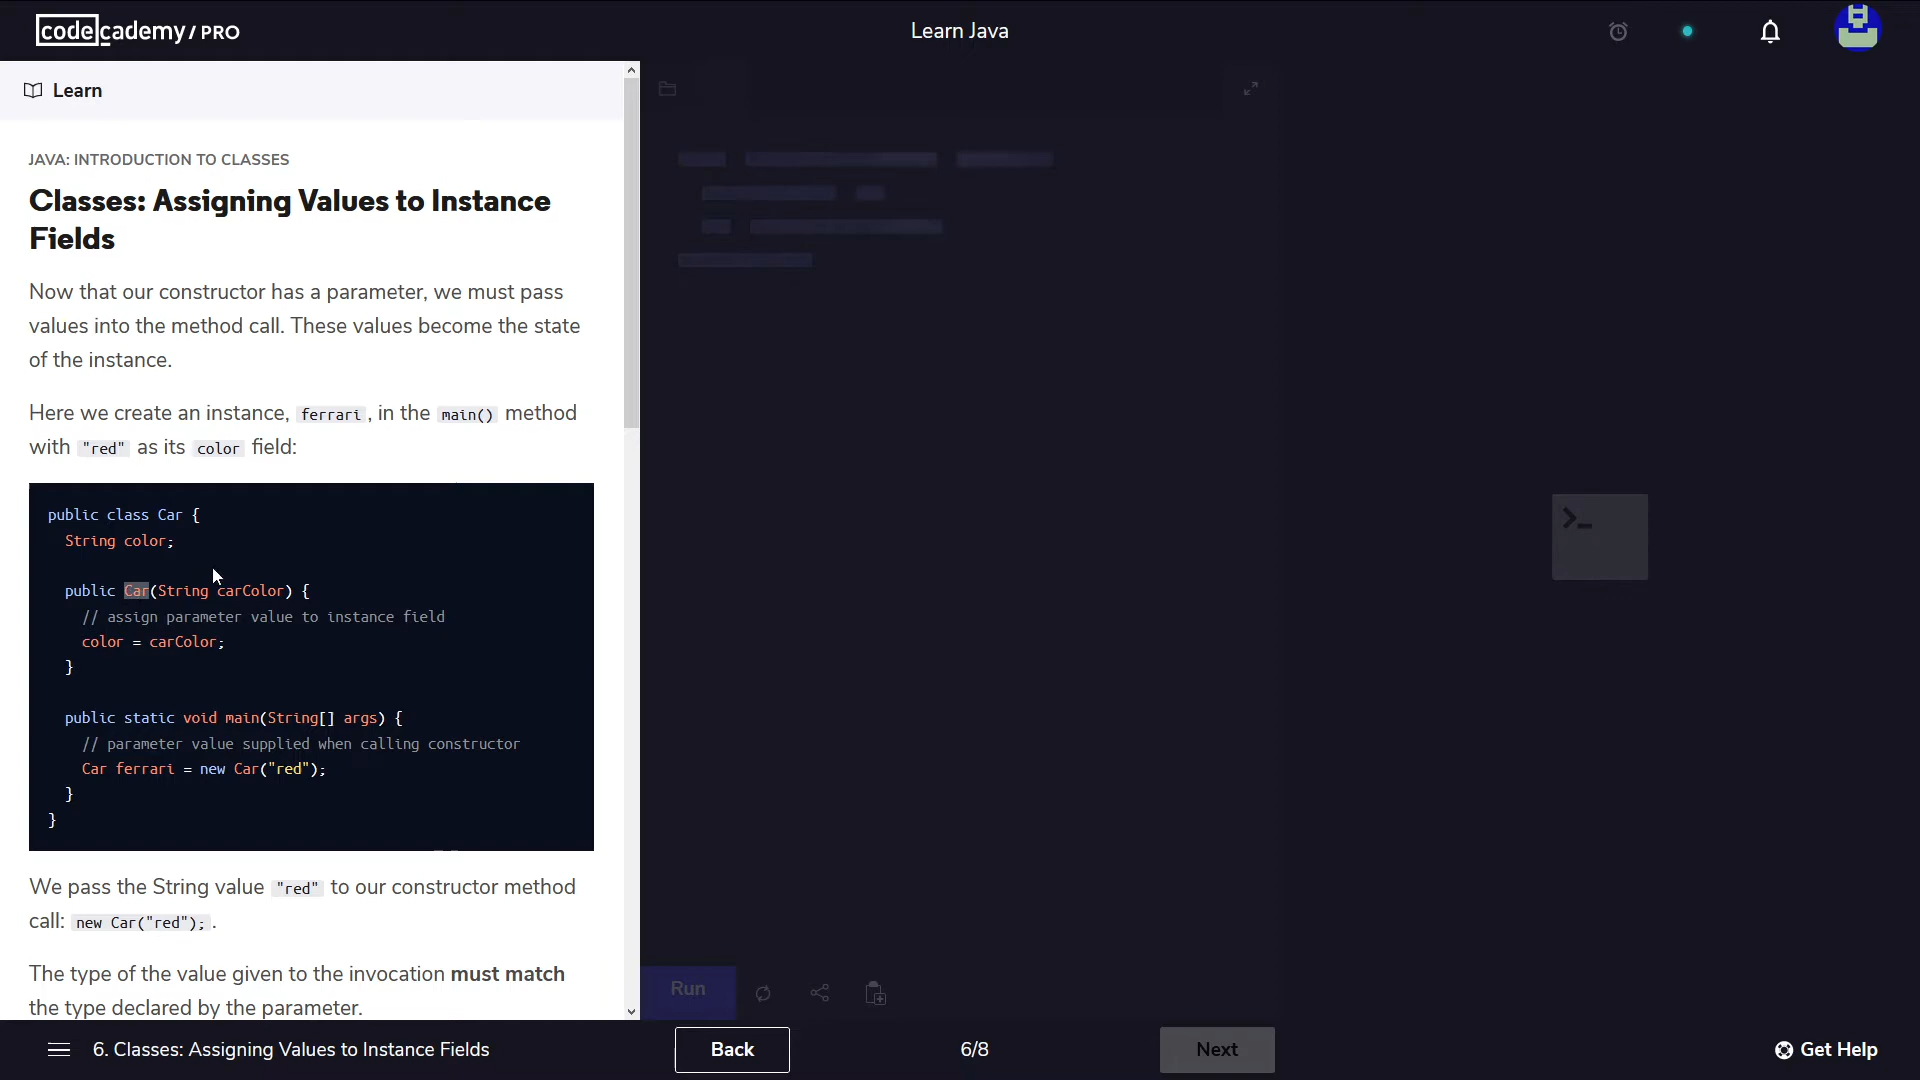 codecademy / PRO
Learn Java
Learn
JAVA: INTRODUCTION TO CLASSES
Classes: Assigning Values to Instance
Fields
Now that our constructor has a parameter, we must pass
values into the method call. These values become the state
of the instance.
Here we create an instance, ferrari, in the main() method
with "red" as its color field:
public class Car {
String color;
public Car(String carColor) {
// assign parameter value to instance field
color = carColor;
}
public static void main(String[] args) {
// parameter value supplied when calling constructor
Car ferrari = new Car("red");
}
}
We pass the String value "red" to our constructor method
call: new Car("red");.
The type of the value given to the invocation must match
the type declared by the parameter.
Run
6. Classes: Assigning Values to Instance Fields
Back
6/8
Next
Get Help